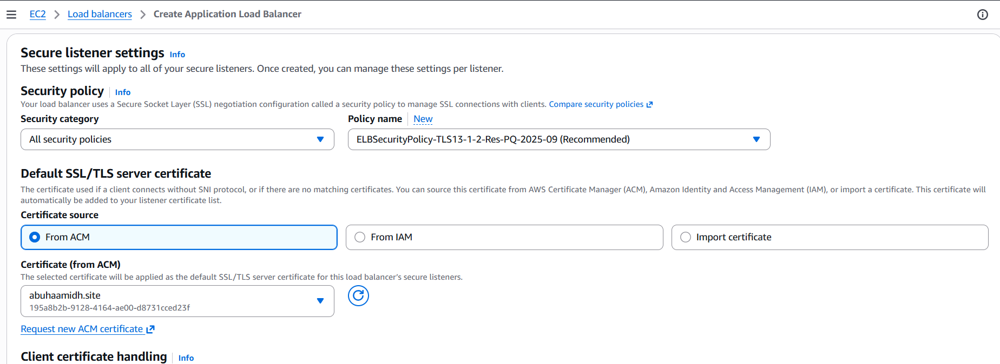 EC2 > Load balancers > Create Application Load Balancer
Secure listener settings Info
These settings will apply to all of your secure listeners. Once created, you can manage these settings per listener.
Security policy | Info
Your load balancer uses a Secure Socket Layer (SSL) negotiation configuration called a security policy to manage SSL connections with clients. Compare security policies
Security category
All security policies
Policy name | New
ELBSecurityPolicy-TLS13-1-2-Res-PQ-2025-09 (Recommended)
Default SSL/TLS server certificate
The certificate used if a client connects without SNI protocol, or if there are no matching certificates. You can source this certificate from AWS Certificate Manager (ACM), Amazon Identity and Access Management (IAM), or import a certificate. This certificate will
automatically be added to your listener certificate list.
Certificate source
From ACM
From IAM
Import certificate
Certificate (from ACM)
The selected certificate will be applied as the default SSL/TLS server certificate for this load balancer’s secure listeners.
abuhaamidh.site
195a8b2b-9128-4164-ae00-d8731cced23f
Request new ACM certificate
Client certificate handling | Info